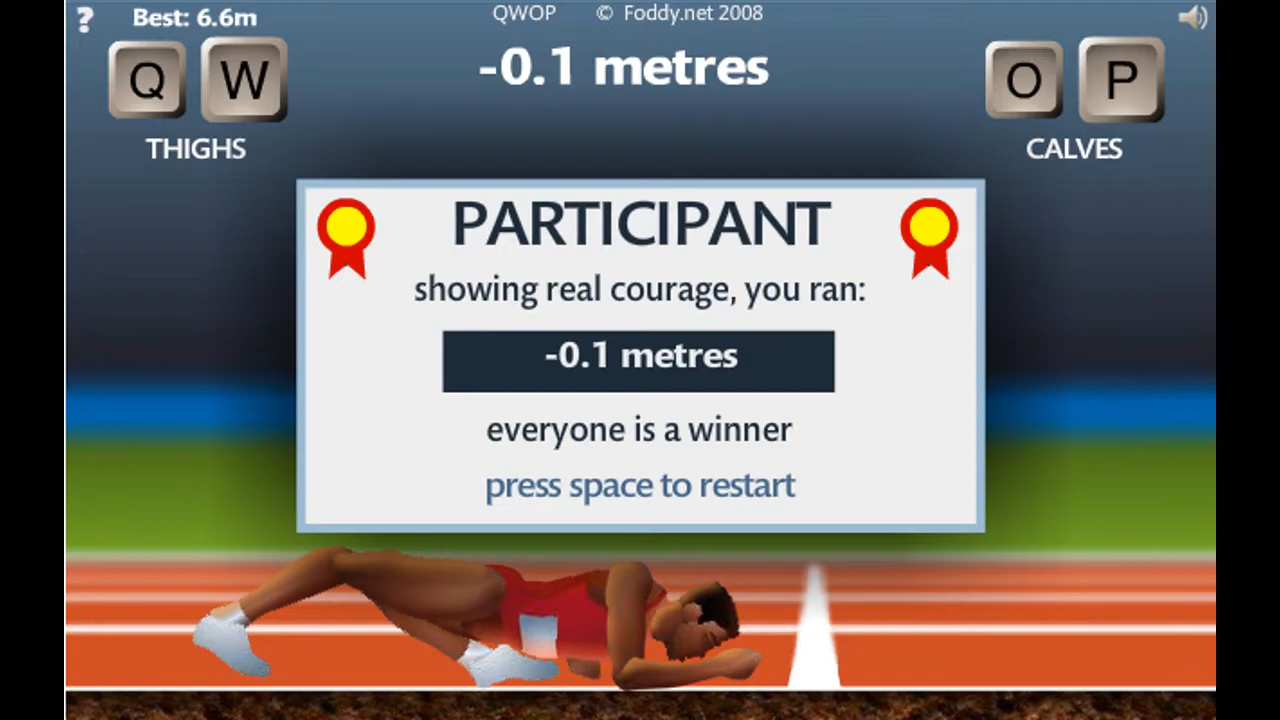 ? Best: 6.6m QWOP © Foddy.net 2008
-0.1 metres
Q W O P
THIGHS CALVES
PARTICIPANT
showing real courage, you ran:
-0.1 metres
everyone is a winner
press space to restart